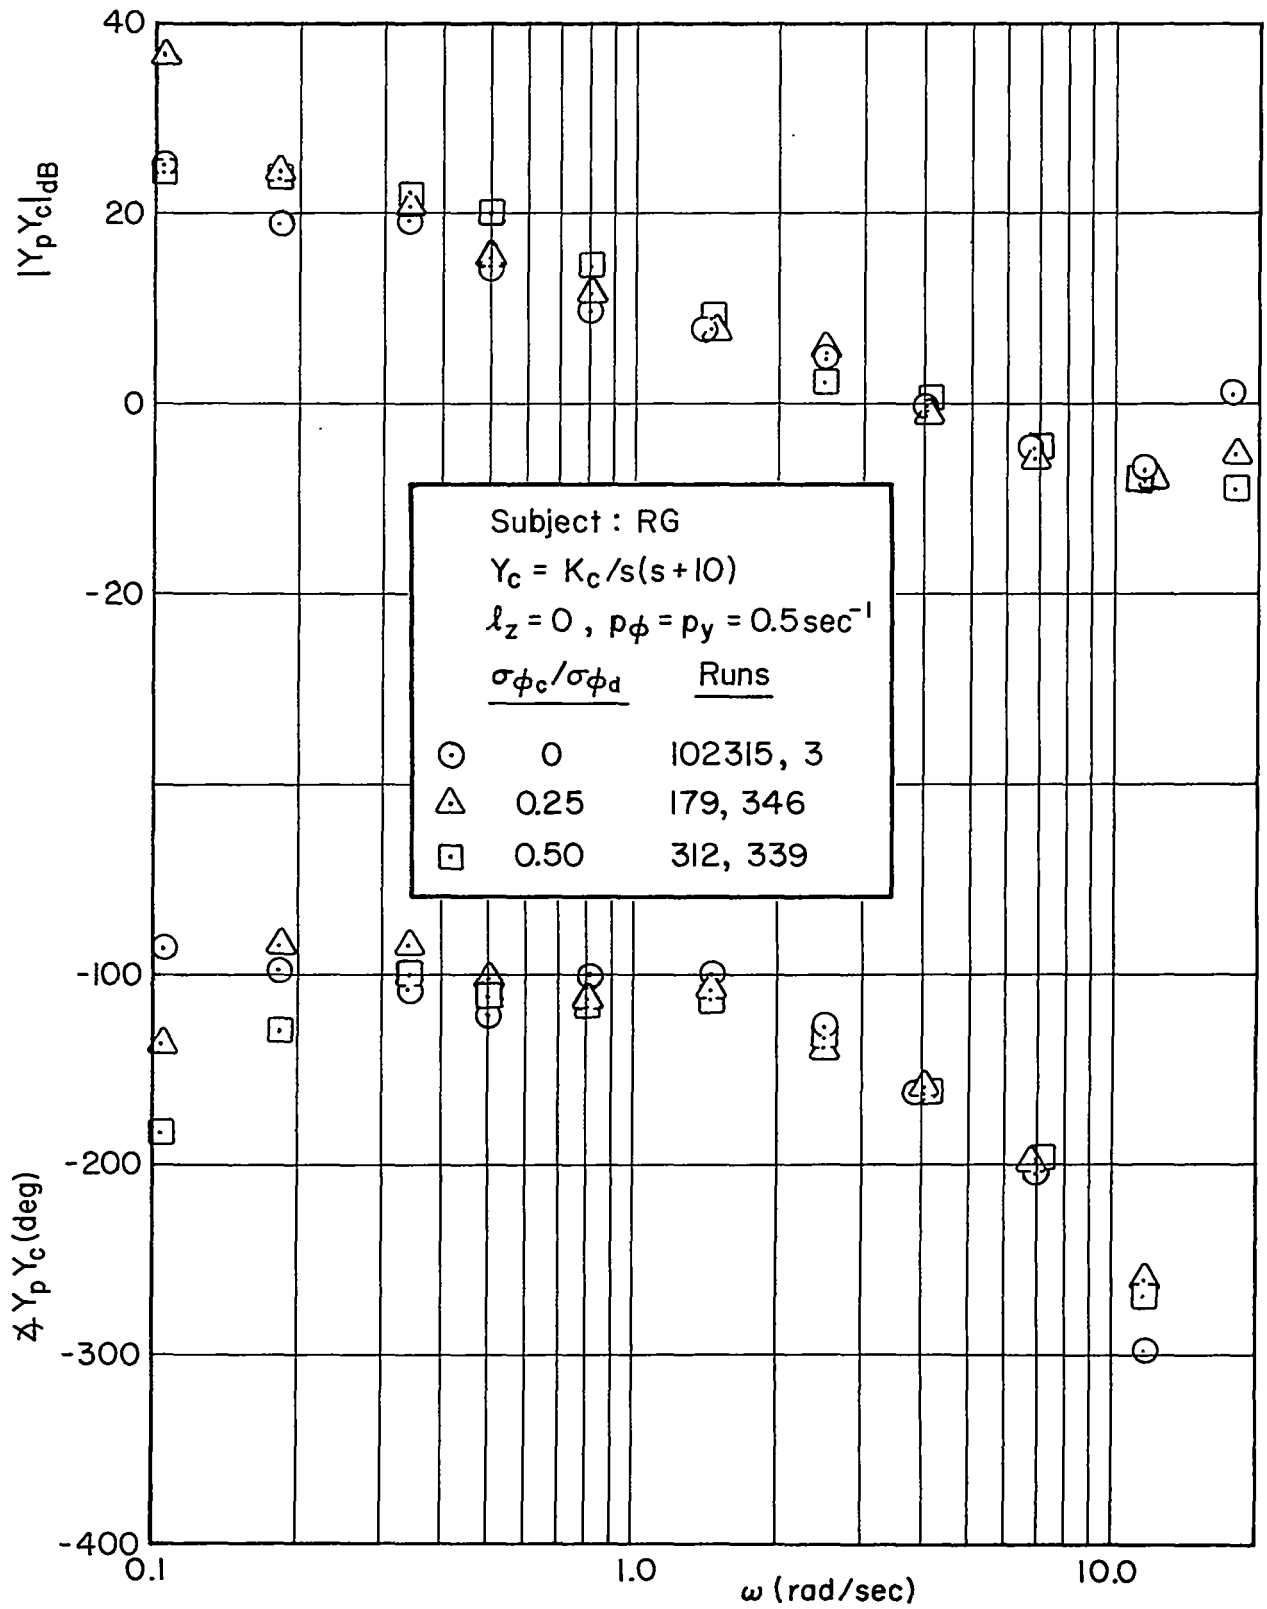 40
20
0
-20
|YpYc|dB
Subject : RG
Yc = Kc/s(s+10)
ℓz = 0 , pϕ = py = 0.5 sec⁻¹
σϕc/σϕd Runs
0 102315, 3
0.25 179, 346
0.50 312, 339
-100
-200
-300
-400
∡ YpYc (deg)
0.1 1.0 10.0
ω (rad/sec)